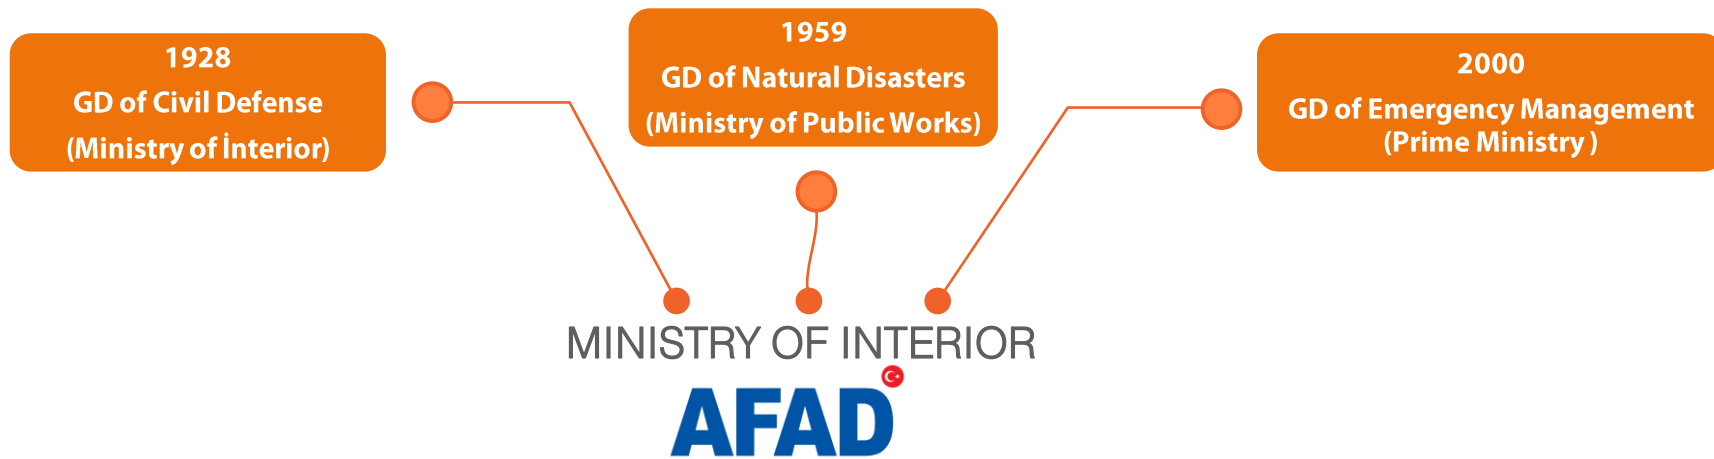 1928
GD of Civil Defense
(Ministry of İnterior)
1959
GD of Natural Disasters
(Ministry of Public Works)
2000
GD of Emergency Management
(Prime Ministry )
MINISTRY OF INTERIOR
AFAD